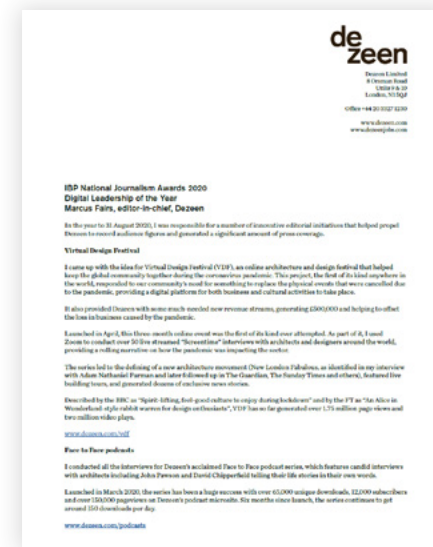 de
zeen
Dezeen Limited
8 Orsman Road
London, N1 5QJ
www.dezeen.com
www.dezeenjobs.com
IBP National Journalism Awards 2020
Digital Leadership of the Year
Marcus Fairs, editor-in-chief, Dezeen
In the year to 31 August 2020, I was responsible for a number of innovative editorial initiatives that helped propel
Dezeen to record audience figures and generated a significant amount of press coverage.
Virtual Design Festival
I came up with the idea for Virtual Design Festival (VDF), an online architecture and design festival that helped
keep the global community together during the coronavirus pandemic. This project, the first of its kind anywhere in
the world, responded to our community's need for something to replace the physical events that were cancelled due
to the pandemic, providing a digital platform for both business and cultural activities to take place.
It also provided Dezeen with some much-needed new revenue streams, generating £500,000 and helping to offset
the loss in business caused by the pandemic.
Launched in April, this three-month online event was the first of its kind ever attempted. As part of it, I used
Zoom to conduct over 50 live streamed "Screentime" interviews with architects and designers around the world,
providing a rolling narrative on how the pandemic was impacting the sector.
The series led to the defining of a new architecture movement (New London Fabulous, as identified in my interview
with Adam Nathaniel Furman and later followed up in The Guardian, The Sunday Times and others), featured live
building tours, and generated dozens of exclusive news stories.
Described by the BBC as "Spirit-lifting, feel-good culture to enjoy during lockdown" and by the FT as "An Alice in
Wonderland-style rabbit warren for design enthusiasts", VDF has so far generated over 1.75 million page views and
two million video plays.
www.dezeen.com/vdf
Face to Face podcasts
I conducted all the interviews for Dezeen's acclaimed Face to Face podcast series, which features candid interviews
with architects including John Pawson and David Chipperfield telling their life stories in their own words.
Launched in March 2020, the series has been a huge success with over 65,000 unique downloads, 12,000 subscribers
and over 150,000 pageviews on Dezeen's podcast microsite. Six months since launch, the series continues to get
around 150 downloads per day.
www.dezeen.com/podcasts